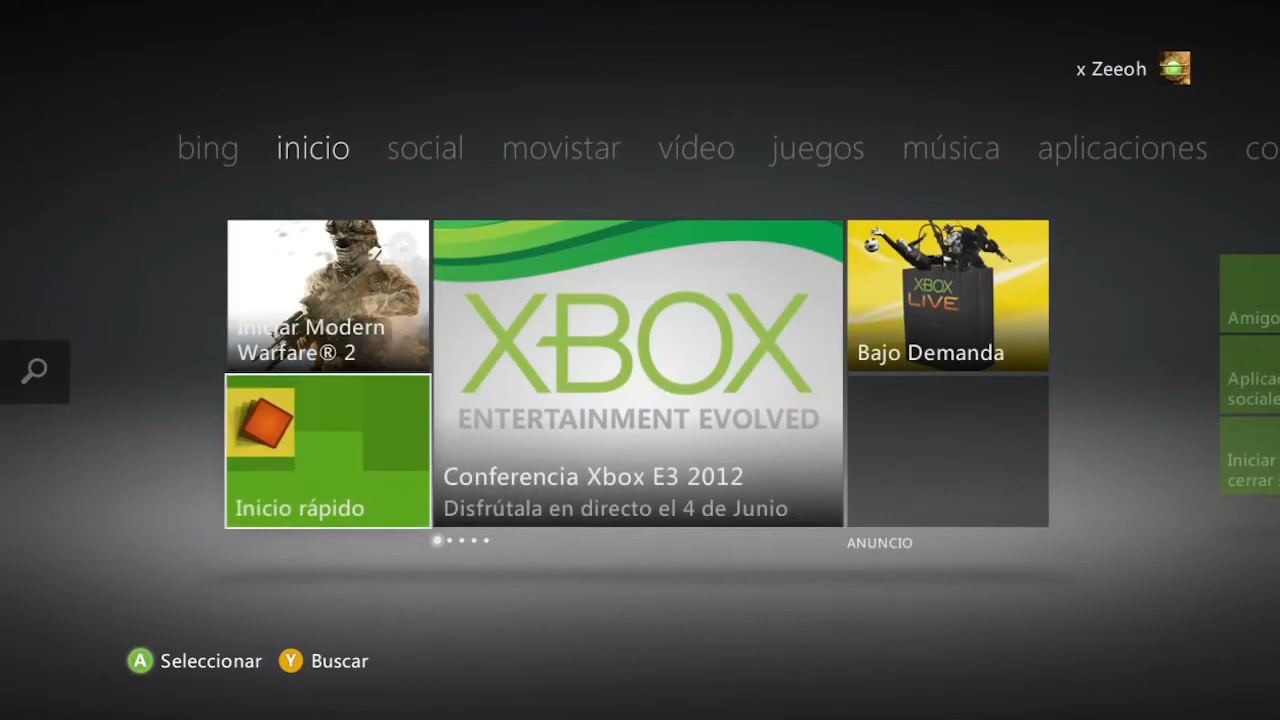 x Zeeoh
bing inicio social movistar vídeo juegos música aplicaciones co
Iniciar Modern
Warfare® 2
Inicio rápido
XBOX
ENTERTAINMENT EVOLVED
Conferencia Xbox E3 2012
Disfrútala en directo el 4 de Junio
XBOX
LIVE
Bajo Demanda
ANUNCIO
Amigo
Aplica
sociale
Iniciar
cerrar s
A Seleccionar Y Buscar